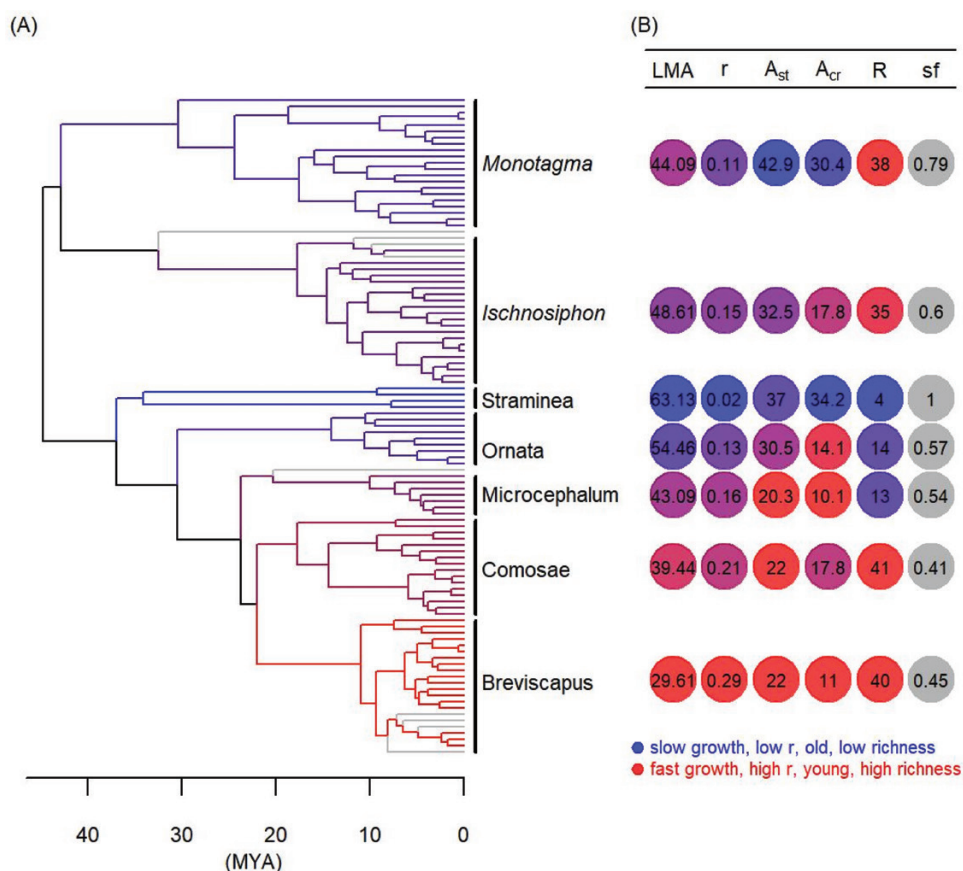 (A)
(B)
LMA r Ast Acr R sf
Monotagma 44.09 0.11 42.9 30.4 38 0.79
Ischnosiphon 48.61 0.15 32.5 17.8 35 0.6
Straminea 63.13 0.02 37 34.2 4 1
Ornata 54.46 0.13 30.5 14.1 14 0.57
Microcephalum 43.09 0.16 20.3 10.1 13 0.54
Comosae 39.44 0.21 22 17.8 41 0.41
Breviscapus 29.61 0.29 22 11 40 0.45
slow growth, low r, old, low richness
fast growth, high r, young, high richness
40 30 20 10 0
(MYA)